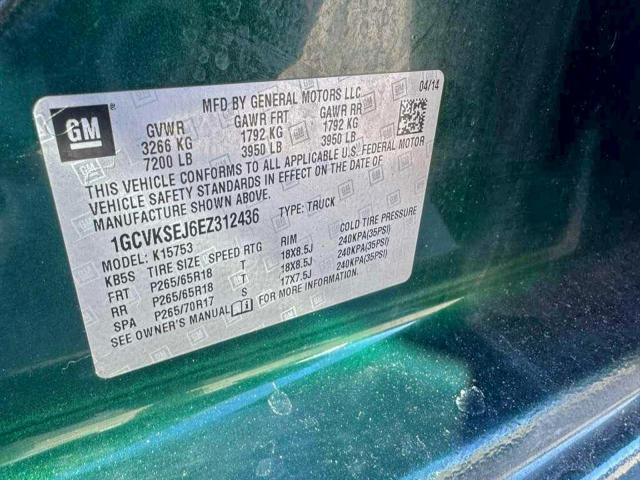 MFD BY GENERAL MOTORS LLC 04/14
GM GVWR GAWR FRT GAWR RR
3266 KG 1792 KG 1792 KG
7200 LB 3950 LB 3950 LB
THIS VEHICLE CONFORMS TO ALL APPLICABLE U.S. FEDERAL MOTOR
VEHICLE SAFETY STANDARDS IN EFFECT ON THE DATE OF
MANUFACTURE SHOWN ABOVE.
1GCVKSEJ6EZ312436 TYPE: TRUCK
MODEL: K15753 COLD TIRE PRESSURE
KB5S TIRE SIZE SPEED RTG RIM
FRT P265/65R18 T 18X8.5J 240KPA(35PSI)
RR P265/65R18 T 18X8.5J 240KPA(35PSI)
SPA P265/70R17 S 17X7.5J 240KPA(35PSI)
SEE OWNER'S MANUAL